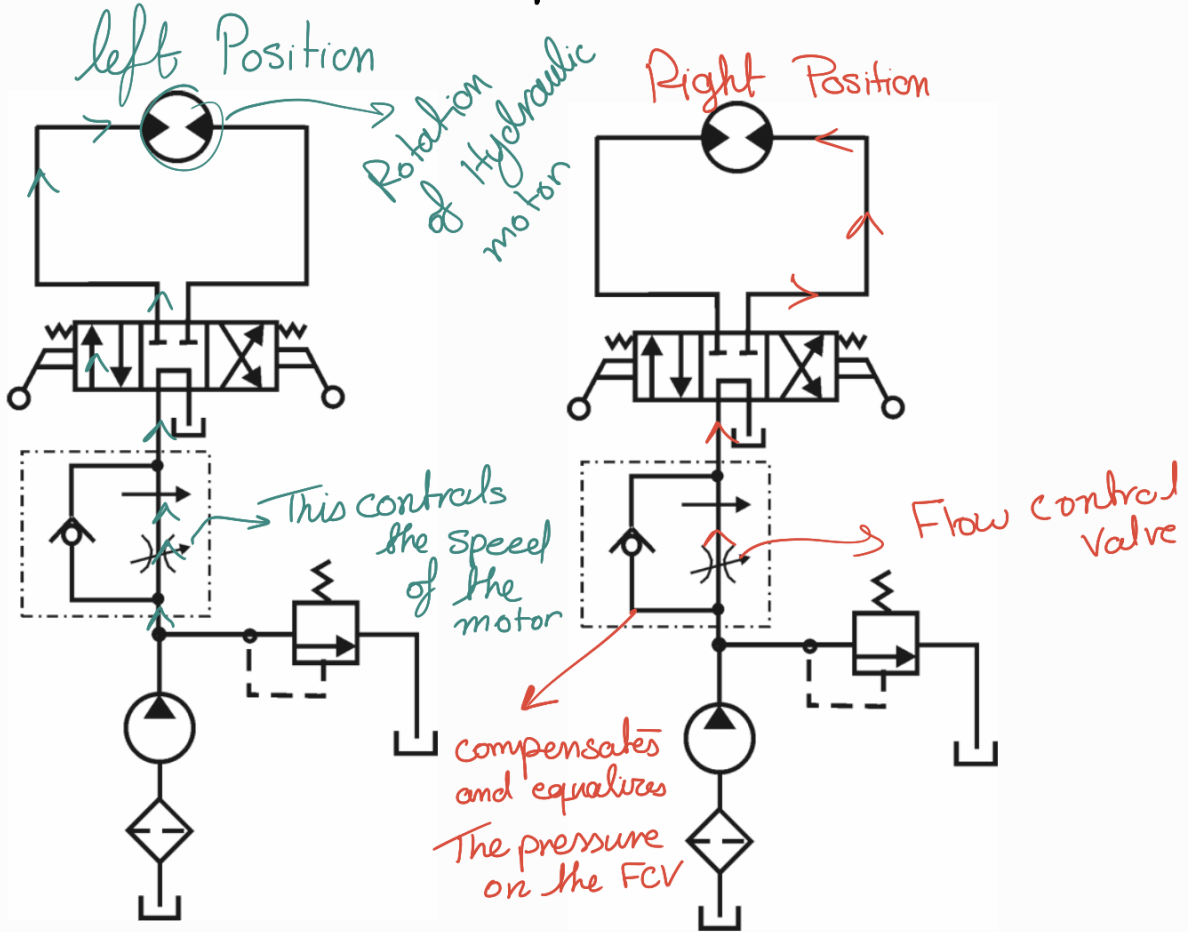 left Position
Rotation
of Hydraulic
motor
Right Position
This controls
the speed
of the
motor
Flow control
valve
compensates
and equalizes
The pressure
on the FCV